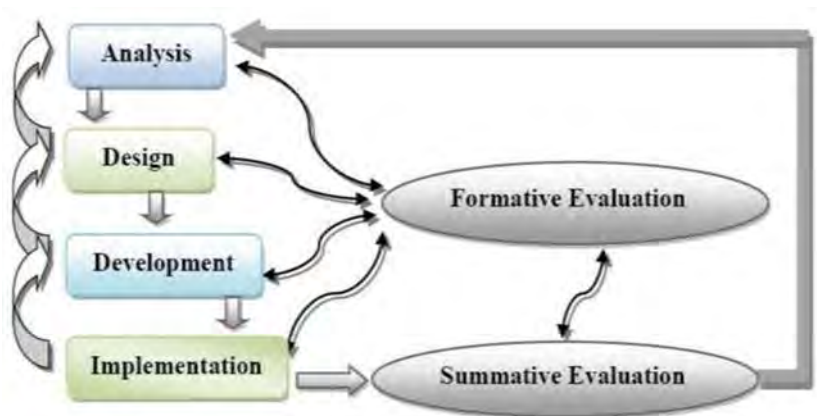 Analysis
Design
Formative Evaluation
Development
Implementation
Summative Evaluation